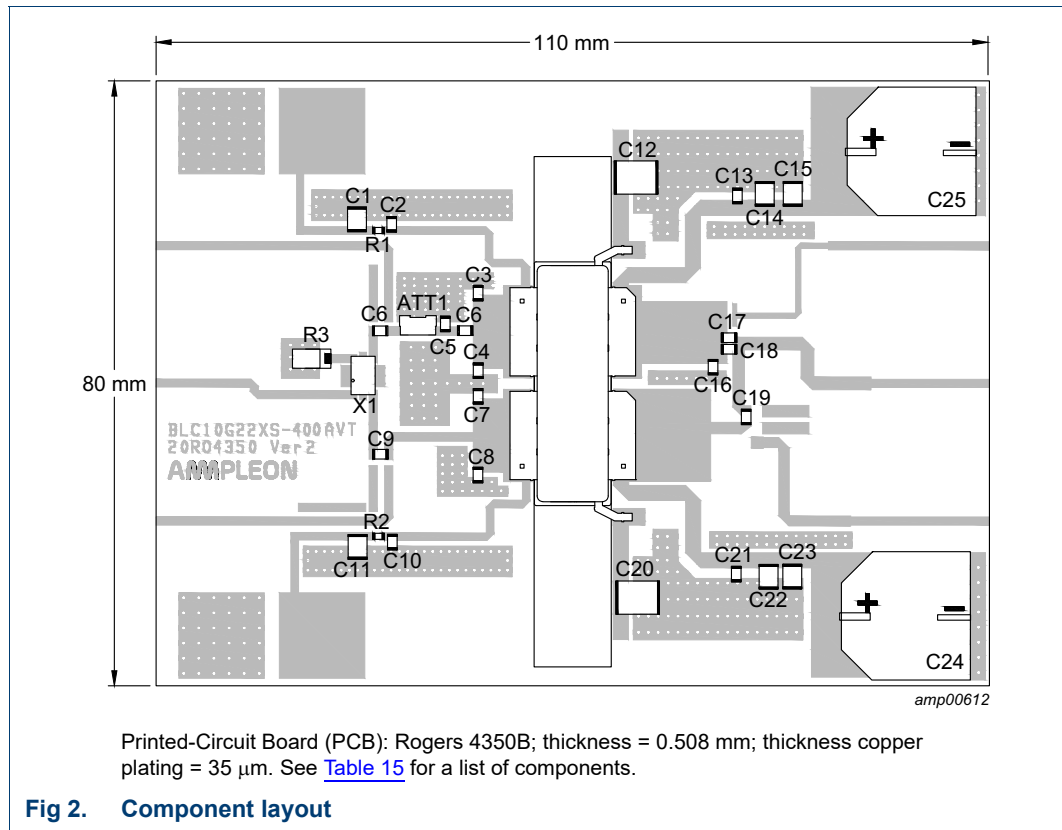 110 mm
80 mm
C12
C13
C15
C14
C25
C1
C2
R1
C3
ATT1
C6
C6
C5
C17
C18
R3
C4
C16
X1
C7
C19
BLC10G22XS-400AVT
20RO4350 Ver2
AMPLEON
C9
C8
R2
C11
C10
C20
C21
C23
C22
C24
amp00612
Printed-Circuit Board (PCB): Rogers 4350B; thickness = 0.508 mm; thickness copper
plating = 35 μm. See Table 15 for a list of components.
Fig 2. Component layout